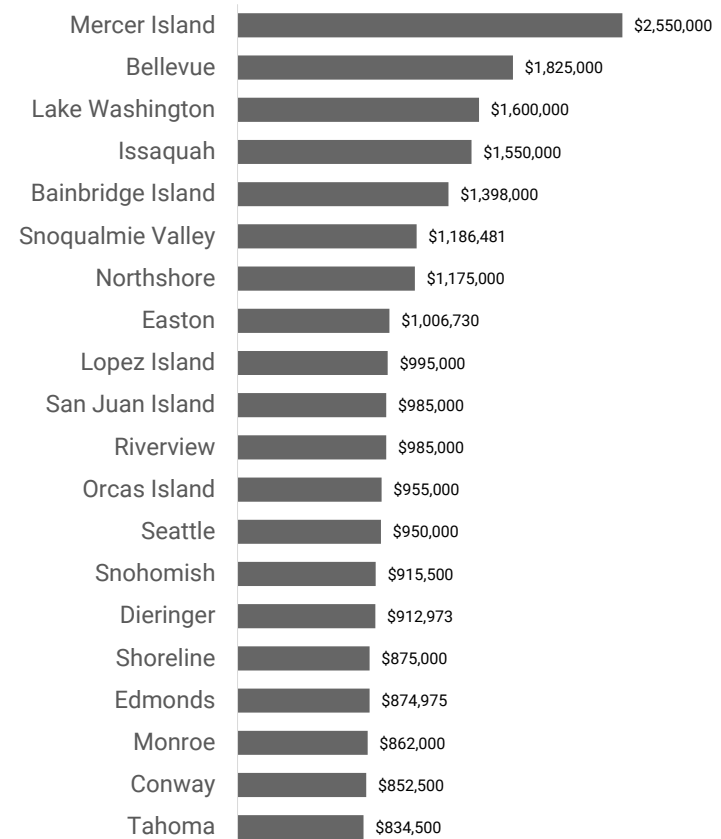 Mercer Island $2,550,000
Bellevue $1,825,000
Lake Washington $1,600,000
Issaquah $1,550,000
Bainbridge Island $1,398,000
Snoqualmie Valley $1,186,481
Northshore $1,175,000
Easton $1,006,730
Lopez Island $995,000
San Juan Island $985,000
Riverview $985,000
Orcas Island $955,000
Seattle $950,000
Snohomish $915,500
Dieringer $912,973
Shoreline $875,000
Edmonds $874,975
Monroe $862,000
Conway $852,500
Tahoma $834,500